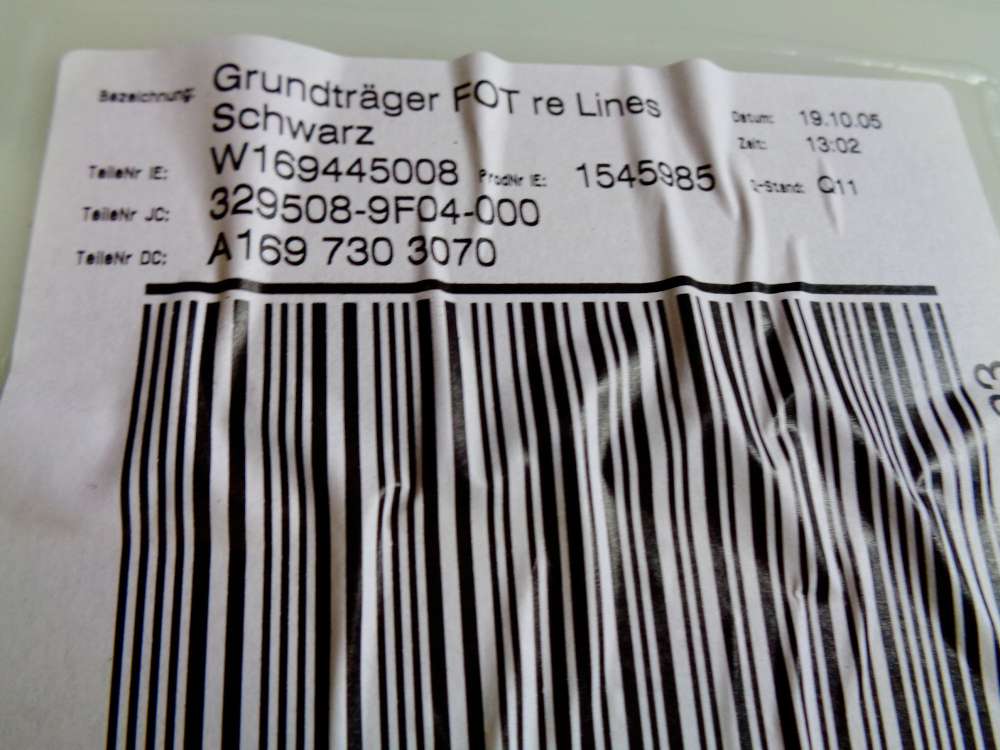 Bezeichnung: Grundträger FOT re Lines
Schwarz
Datum: 19.10.05
Zeit: 13:02
TeileNr IE: W169445008 ProdNr IE: 1545985 Q-Stand: Q11
TeileNr JC: 329508-9F04-000
TeileNr DC: A169 730 3070